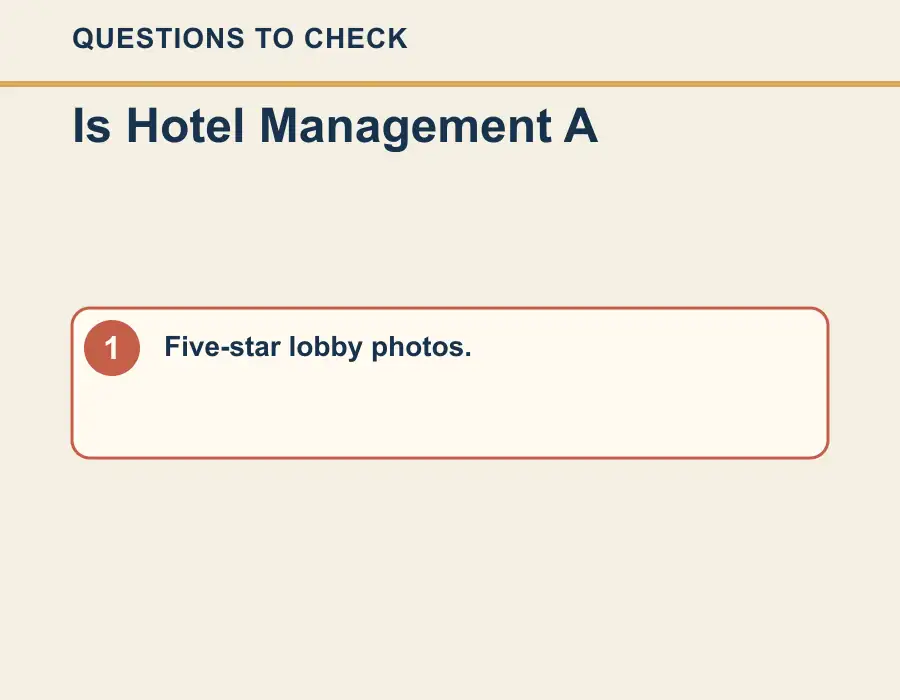 QUESTIONS TO CHECK
Is Hotel Management A
1 Five-star lobby photos.